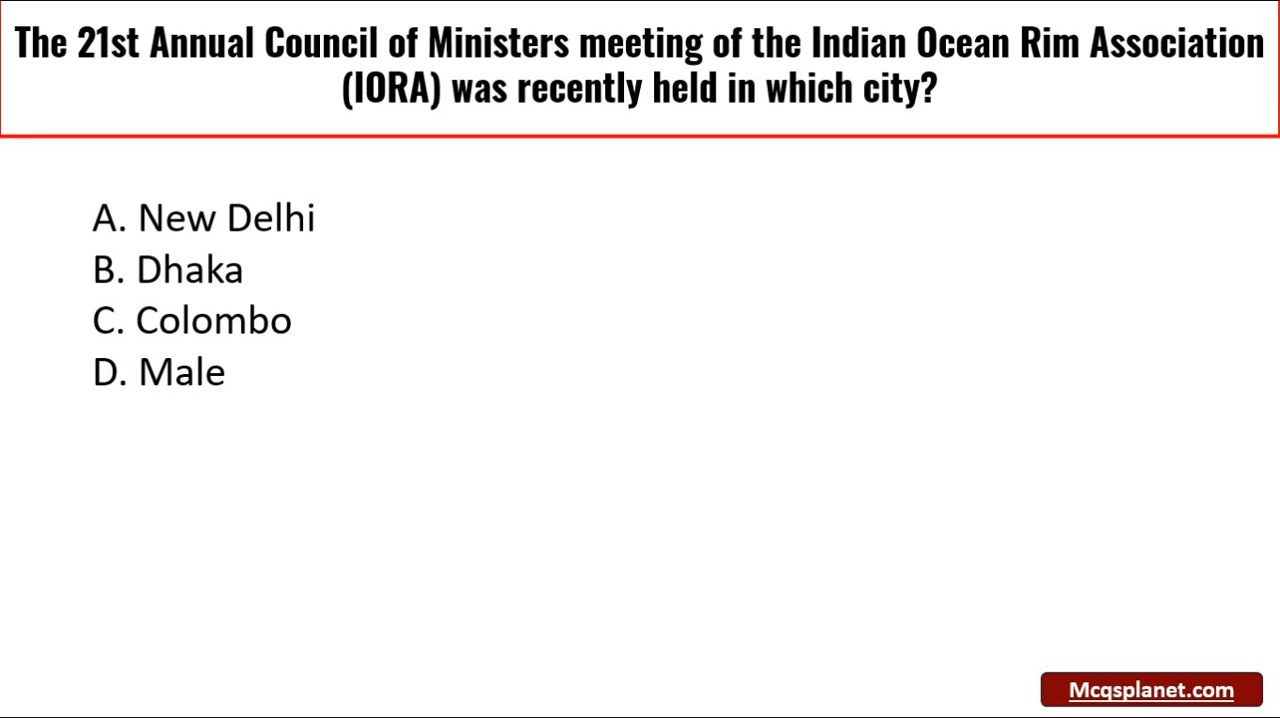 The 21st Annual Council of Ministers meeting of the Indian Ocean Rim Association
(IORA) was recently held in which city?
A. New Delhi
B. Dhaka
C. Colombo
D. Male
Mcqsplanet.com